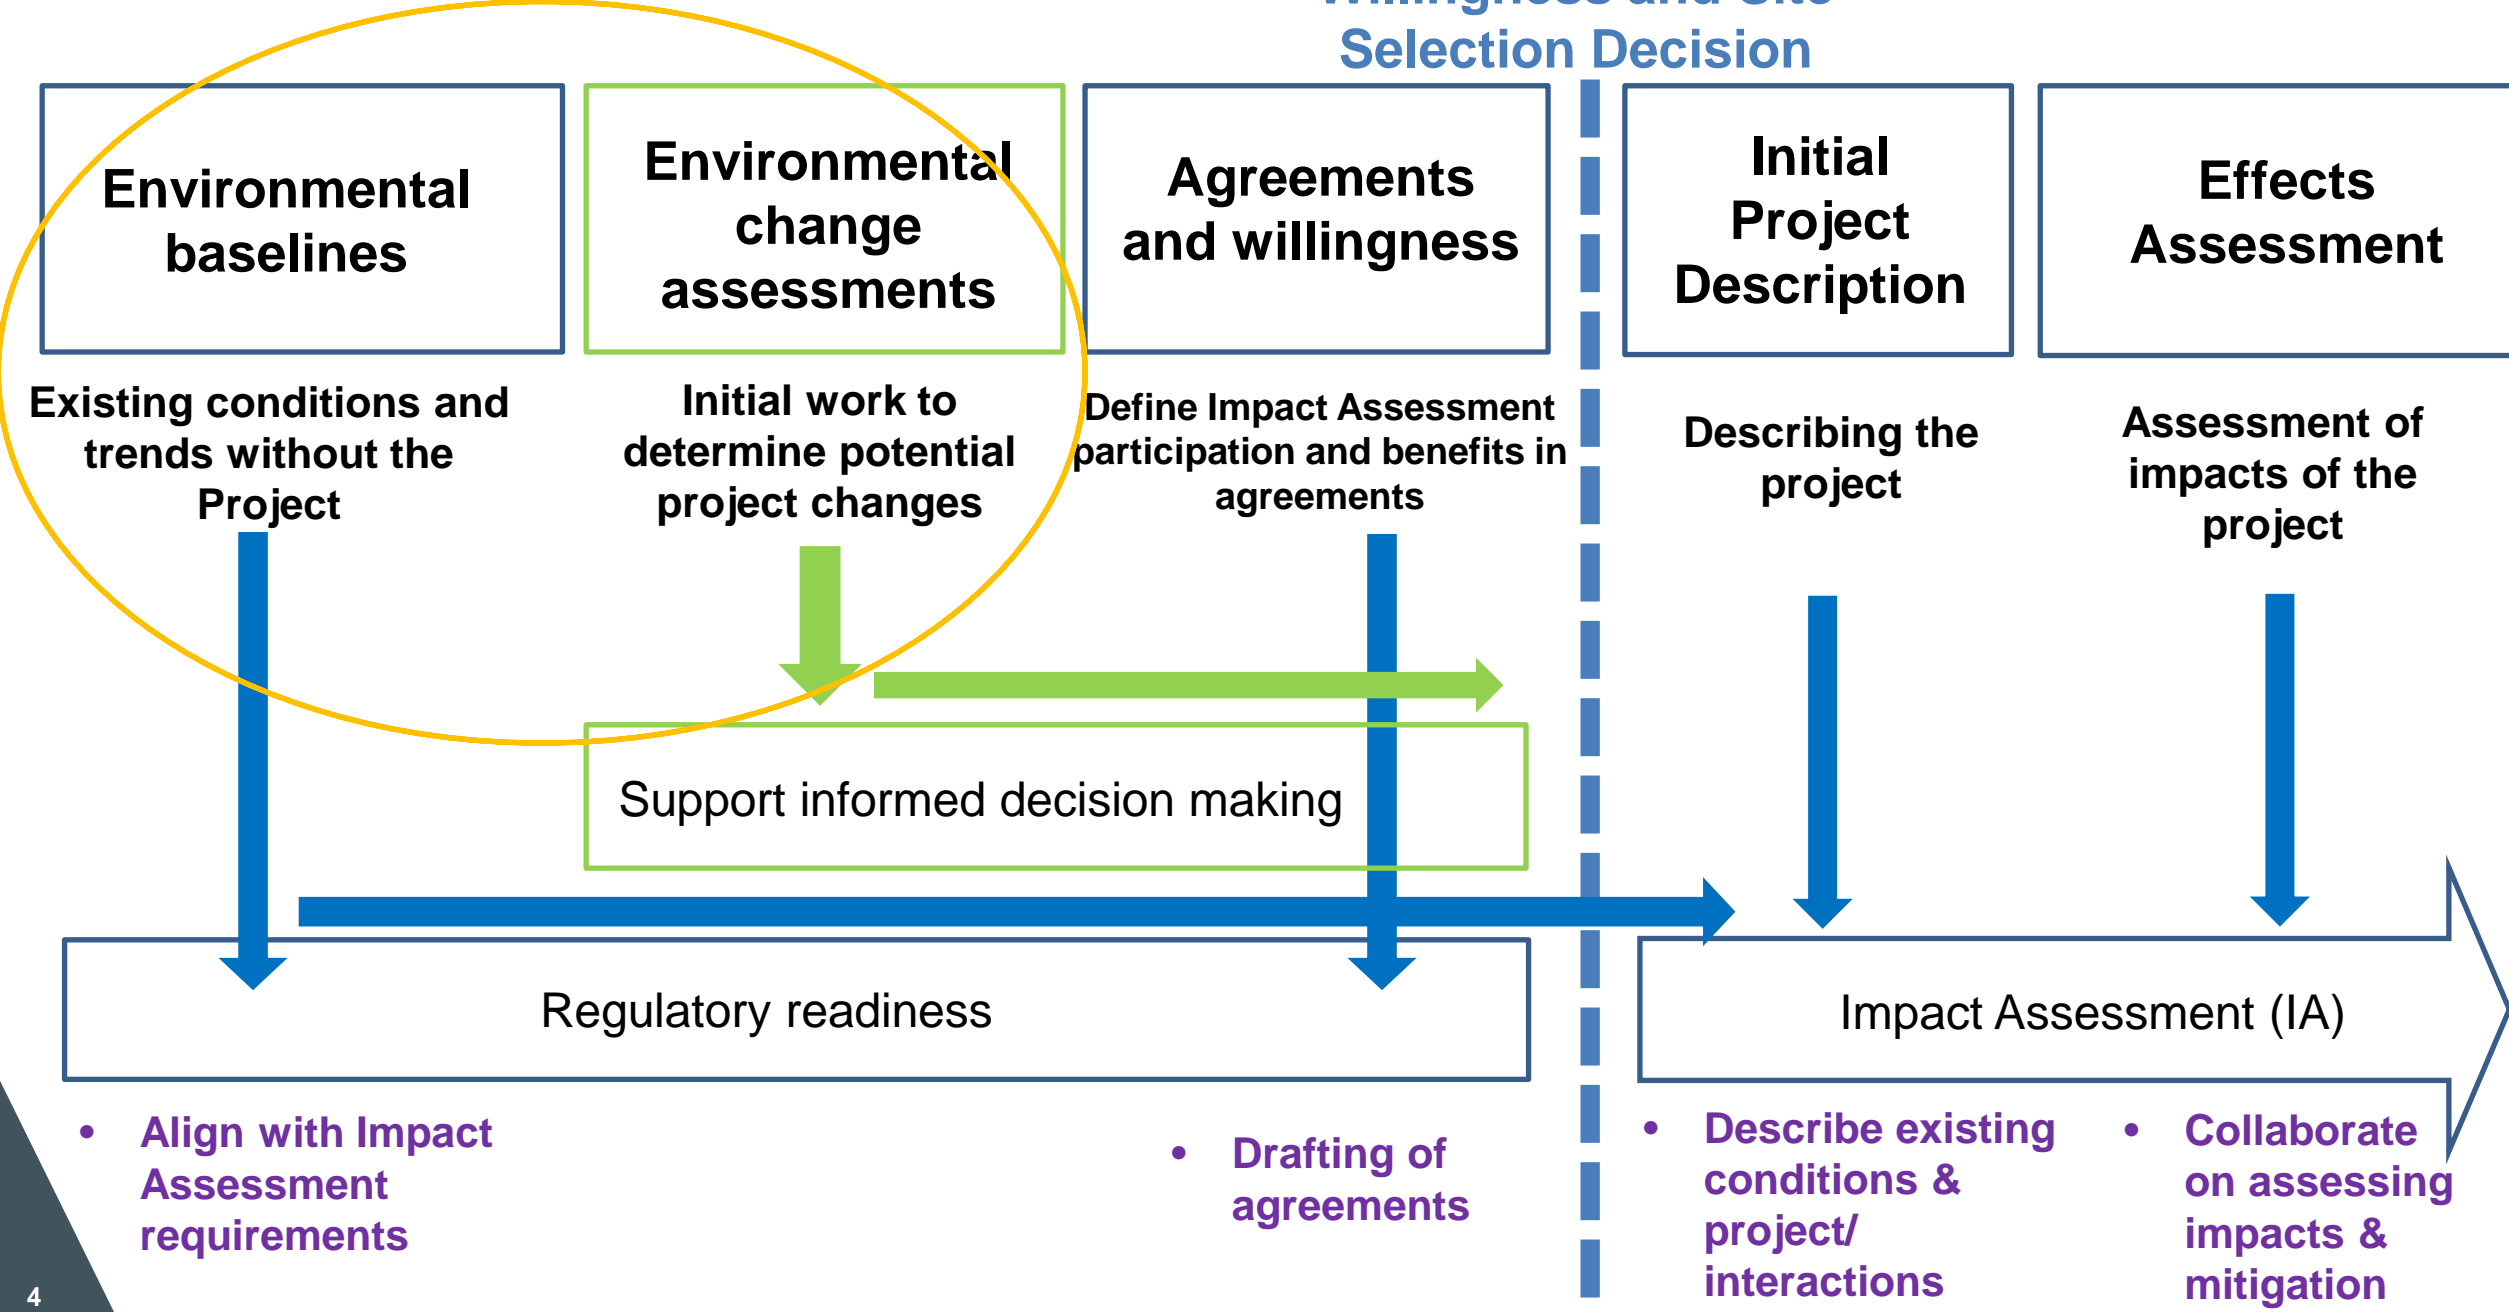 Willingness and Site
Selection Decision
Environmental
baselines
Environmental
change
assessments
Agreements
and willingness
Initial
Project
Description
Effects
Assessment
Existing conditions and
trends without the
Project
Initial work to
determine potential
project changes
Define Impact Assessment
participation and benefits in
agreements
Describing the
project
Assessment of
impacts of the
project
Support informed decision making
Regulatory readiness
Impact Assessment (IA)
• Align with Impact
Assessment
requirements
• Drafting of
agreements
• Describe existing
conditions &
project/
interactions
• Collaborate
on assessing
impacts &
mitigation
4